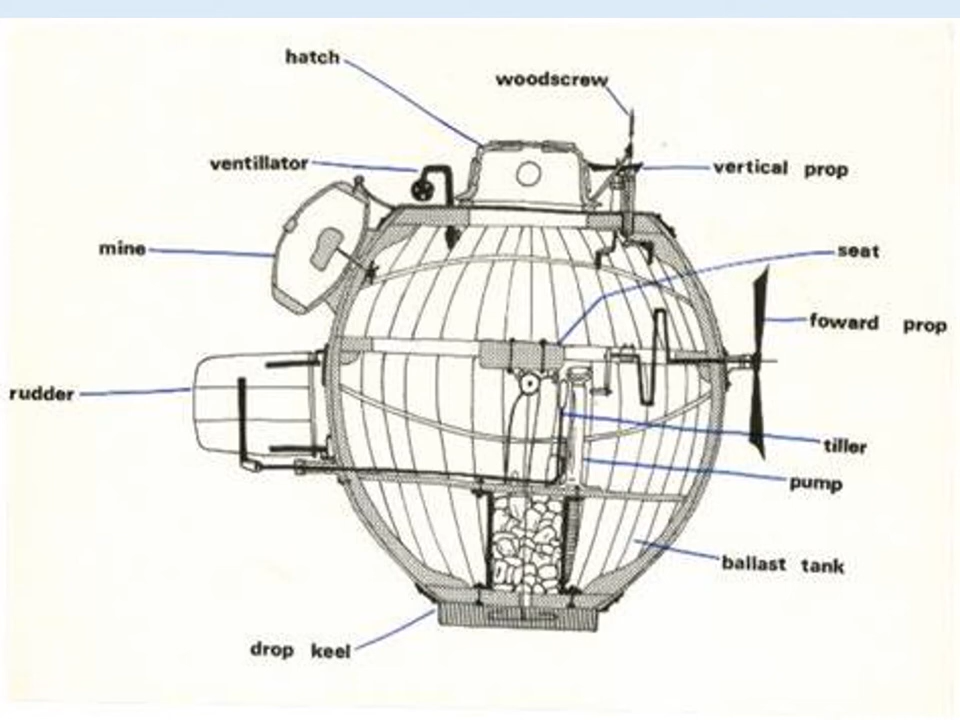 hatch
woodscrew
ventillator
vertical prop
mine
seat
foward prop
rudder
tiller
pump
ballast tank
drop keel